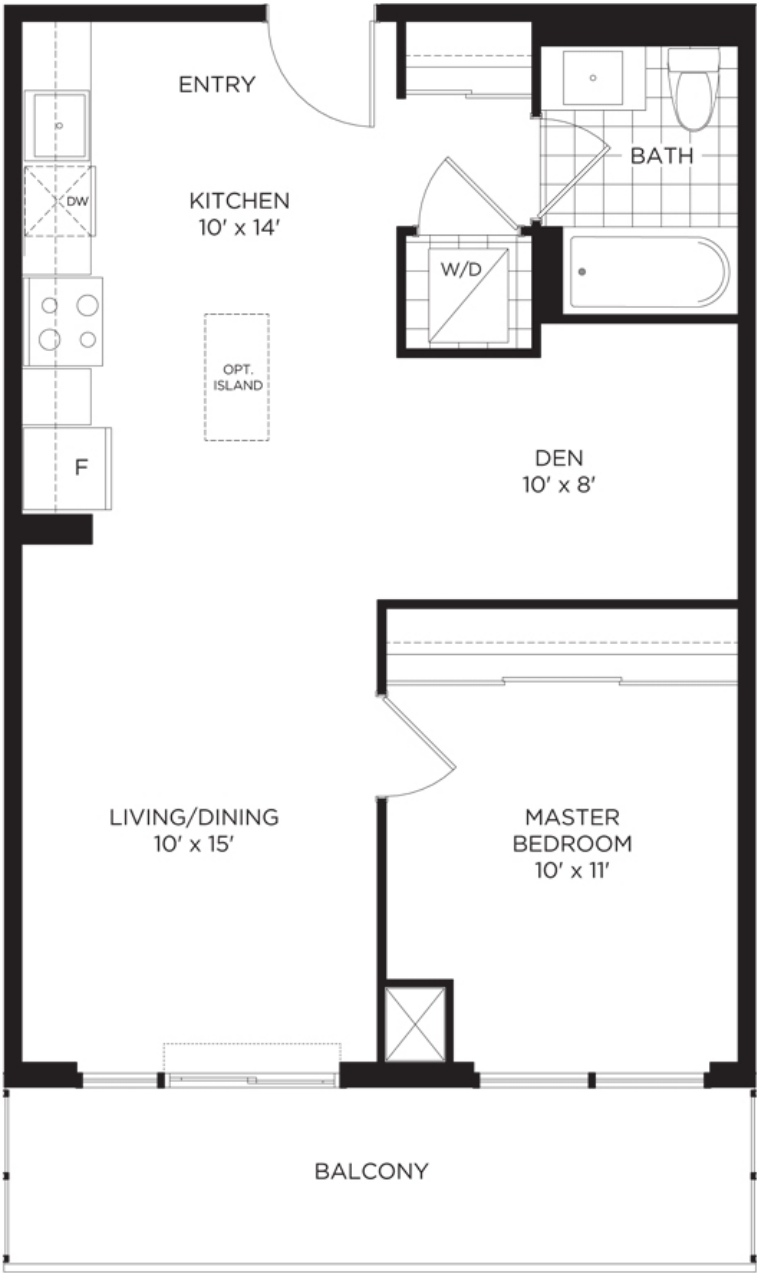 ENTRY
BATH
KITCHEN
10' x 14'
DW
W/D
OPT.
ISLAND
F
DEN
10' x 8'
LIVING/DINING
10' x 15'
MASTER
BEDROOM
10' x 11'
BALCONY